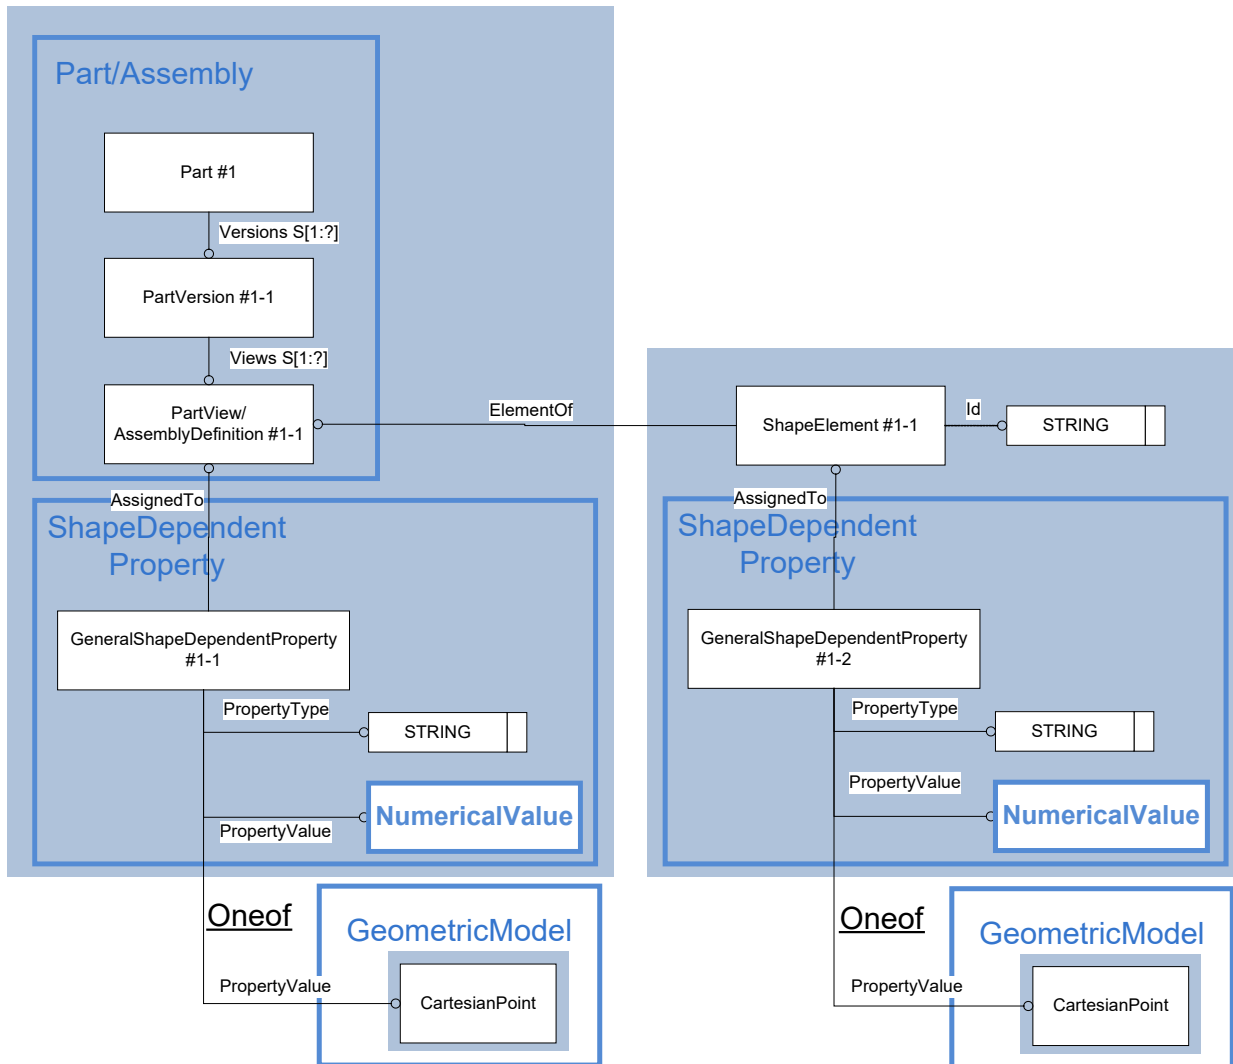 Part/Assembly
Part #1
Versions S[1:?]
PartVersion #1-1
Views S[1:?]
PartView/
AssemblyDefinition #1-1
ElementOf
ShapeElement #1-1
Id
STRING
AssignedTo
ShapeDependent
Property
GeneralShapeDependentProperty
#1-1
PropertyType
STRING
PropertyValue
NumericalValue
Oneof
GeometricModel
PropertyValue
CartesianPoint
AssignedTo
ShapeDependent
Property
GeneralShapeDependentProperty
#1-2
PropertyType
STRING
PropertyValue
NumericalValue
Oneof
GeometricModel
PropertyValue
CartesianPoint